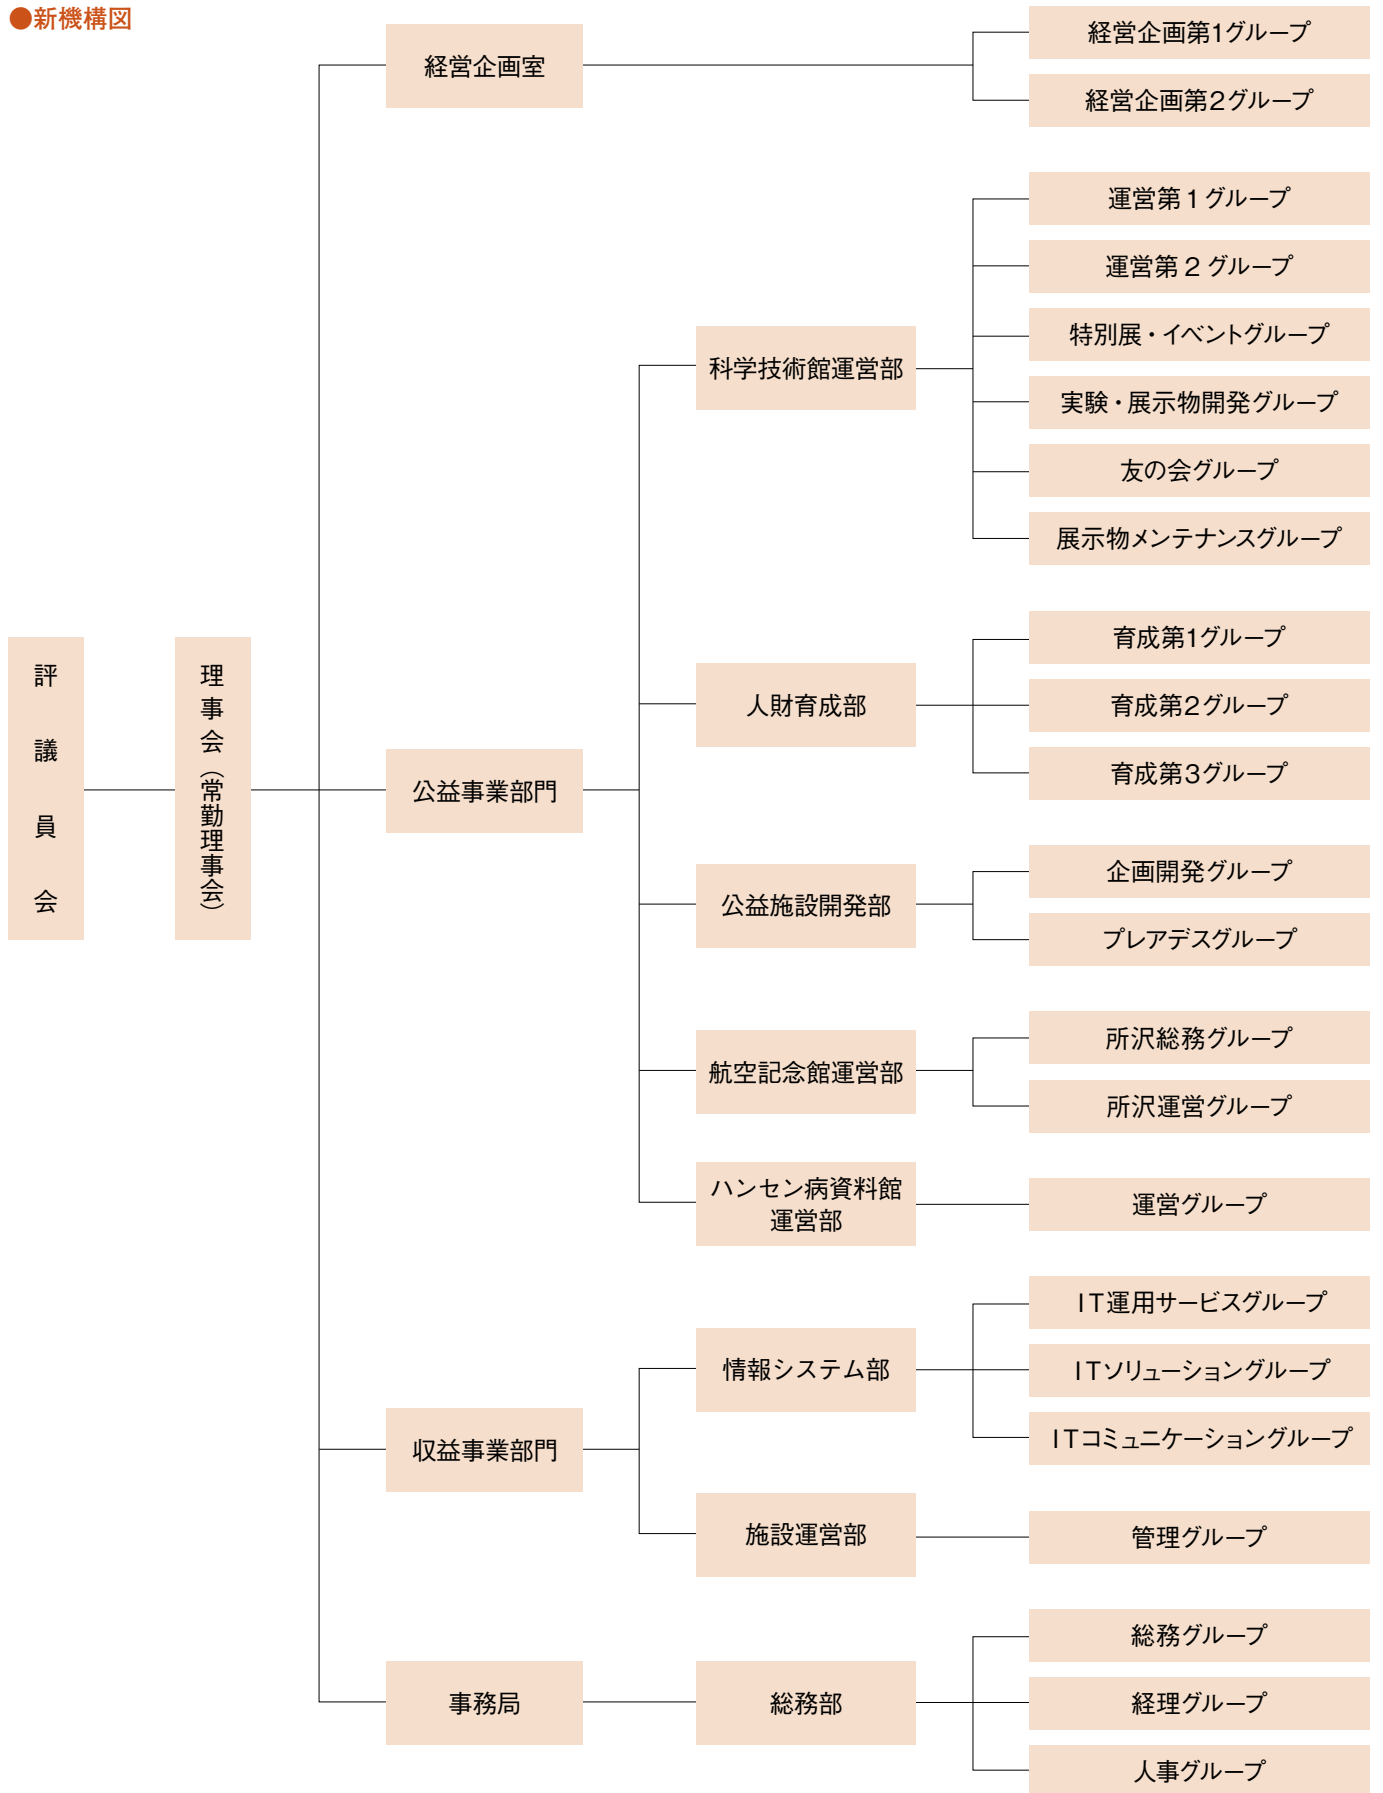 ●新機構図
評議員会
理事会（常勤理事会）
経営企画室
経営企画第1グループ
経営企画第2グループ
公益事業部門
科学技術館運営部
運営第１グループ
運営第２グループ
特別展・イベントグループ
実験・展示物開発グループ
友の会グループ
展示物メンテナンスグループ
人財育成部
育成第1グループ
育成第2グループ
育成第3グループ
公益施設開発部
企画開発グループ
プレアデスグループ
航空記念館運営部
所沢総務グループ
所沢運営グループ
ハンセン病資料館
運営部
運営グループ
収益事業部門
情報システム部
ＩＴ運用サービスグループ
ＩＴソリューショングループ
ＩＴコミュニケーショングループ
施設運営部
管理グループ
事務局
総務部
総務グループ
経理グループ
人事グループ